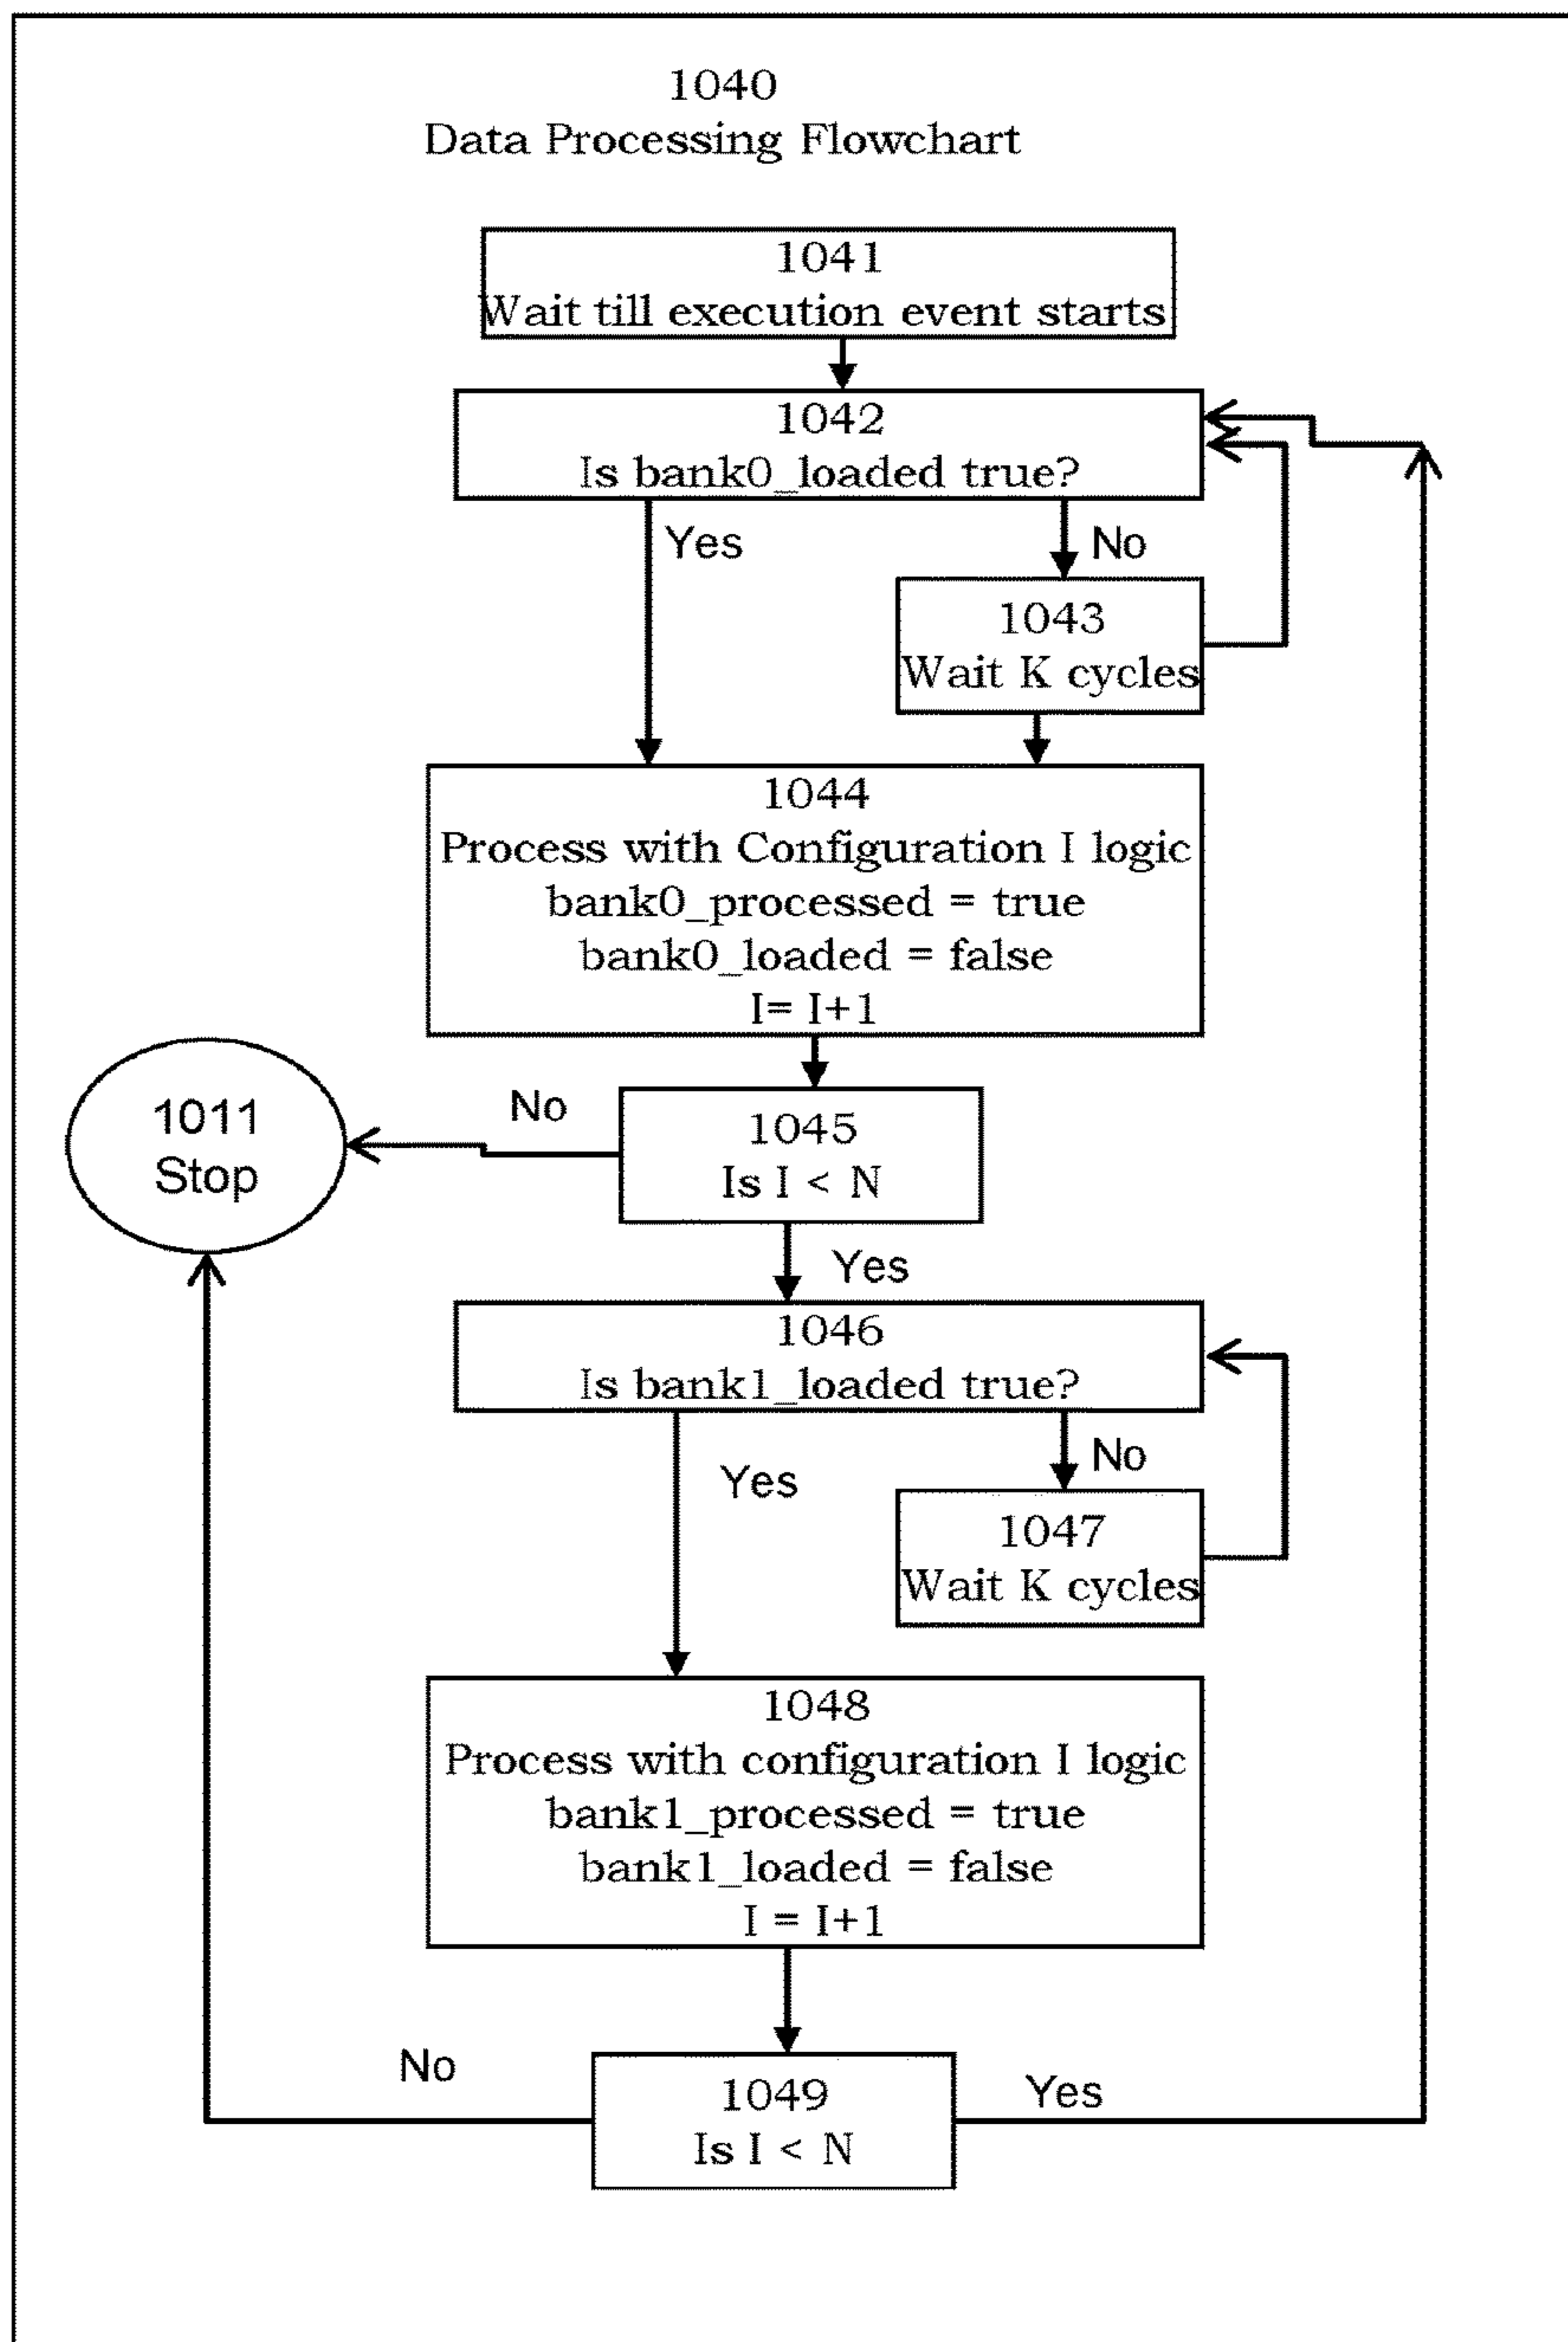 1040
Data Processing Flowchart
1041
Wait till execution event starts
1042
Is bank0_loaded true?
Yes
No
1043
Wait K cycles
1044
Process with Configuration I logic
bank0_processed = true
bank0_loaded = false
I= I+1
No
1011
Stop
1045
Is I < N
Yes
1046
Is bank1_loaded true?
Yes
No
1047
Wait K cycles
1048
Process with configuration I logic
bank1_processed = true
bank1_loaded = false
I = I+1
No
1049
Is I < N
Yes